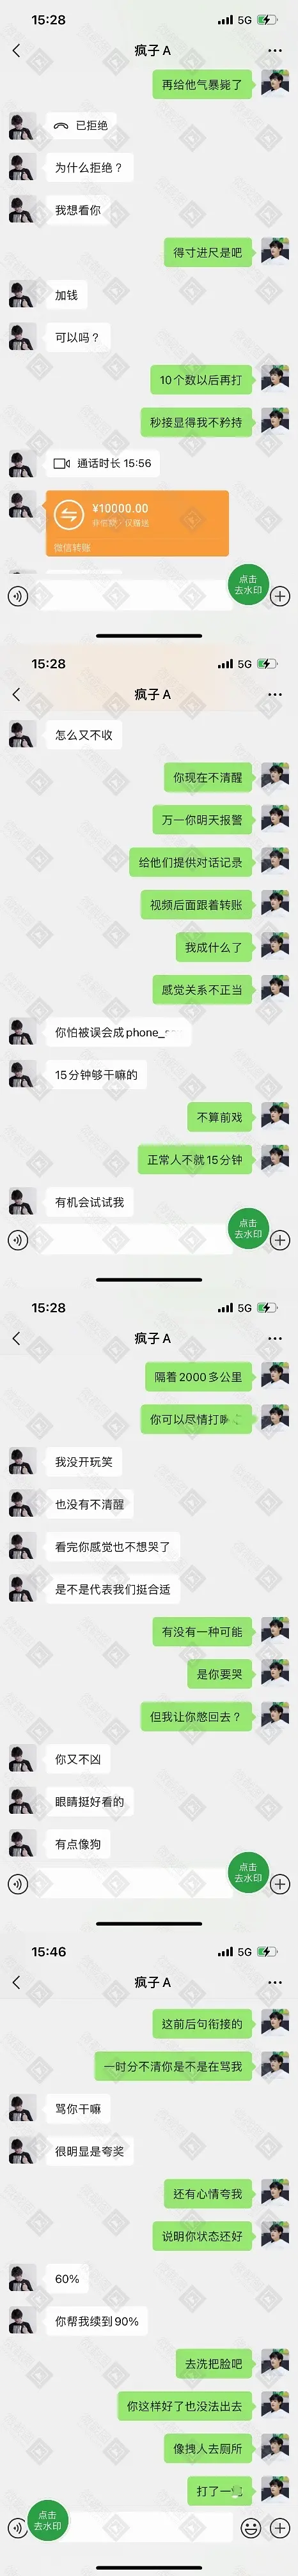 15:28
5G
疯子 A
再给他气暴毙了
已拒绝
为什么拒绝？
我想看你
得寸进尺是吧
加钱
可以吗？
10个数以后再打
秒接显得我不矜持
通话时长 15:56
¥10000.00
微信转账
点击
去水印
15:28
5G
疯子 A
怎么又不收
你现在不清醒
万一你明天报警
给他们提供对话记录
视频后面跟着转账
我成什么了
感觉关系不正当
你怕被误会成phone_s
15分钟够干嘛的
不算前戏
正常人不就15分钟
有机会试试我
点击
去水印
15:28
5G
疯子 A
隔着2000多公里
你可以尽情打
我没开玩笑
也没有不清醒
看完你感觉也不想哭了
是不是代表我们挺合适
有没有一种可能
是你要哭
但我让你憋回去？
你又不凶
眼睛挺好看的
有点像狗
点击
去水印
15:46
5G
疯子 A
这前后句衔接的
一时分不清你是不是在骂我
骂你干嘛
很明显是夸奖
还有心情夸我
说明你状态还好
60%
你帮我续到90%
去洗把脸吧
你这样好了也没法出去
像拽人去厕所
打了一
点击
去水印